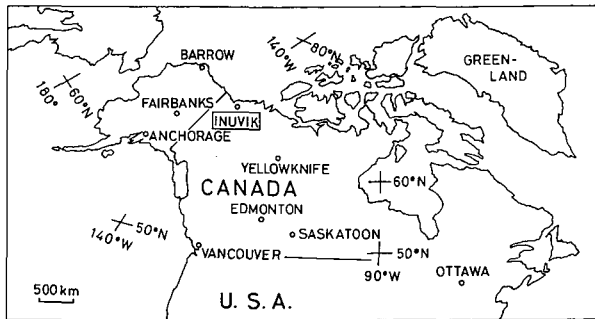 BARROW
140°W 80°N
GREEN-
LAND
180° 60°N
FAIRBANKS
INUVIK
ANCHORAGE
YELLOWKNIFE
CANADA
60°N
EDMONTON
140°W 50°N
SASKATOON
VANCOUVER
50°N
90°W
OTTAWA
500km
U. S. A.